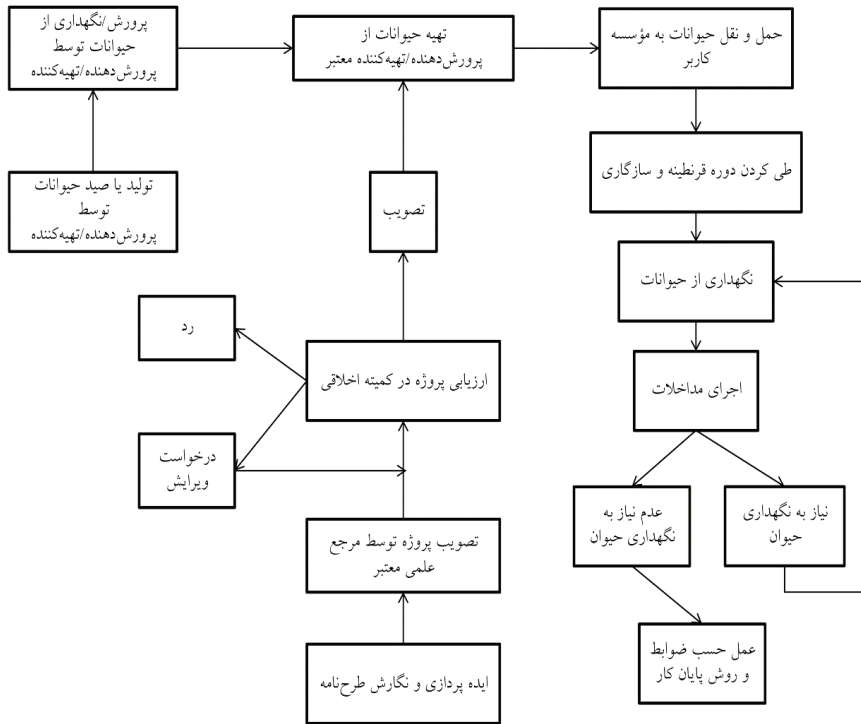 پرورش/نگهداری از
حیوانات توسط
پرورش‌دهنده/تهیه‌کننده
تهیه حیوانات از
پرورش‌دهنده/تهیه‌کننده معتبر
حمل و نقل حیوانات به مؤسسه
کاربر
تولید یا صید حیوانات
توسط
پرورش‌دهنده/تهیه‌کننده
تصویب
طی کردن دوره قرنطینه و سازگاری
نگهداری از حیوانات
رد
ارزیابی پروژه در کمیته اخلاقی
اجرای مداخلات
درخواست
ویرایش
تصویب پروژه توسط مرجع
علمی معتبر
عدم نیاز به
نگهداری حیوان
نیاز به نگهداری
حیوان
ایده پردازی و نگارش طرح‌نامه
عمل حسب ضوابط
و روش پایان کار